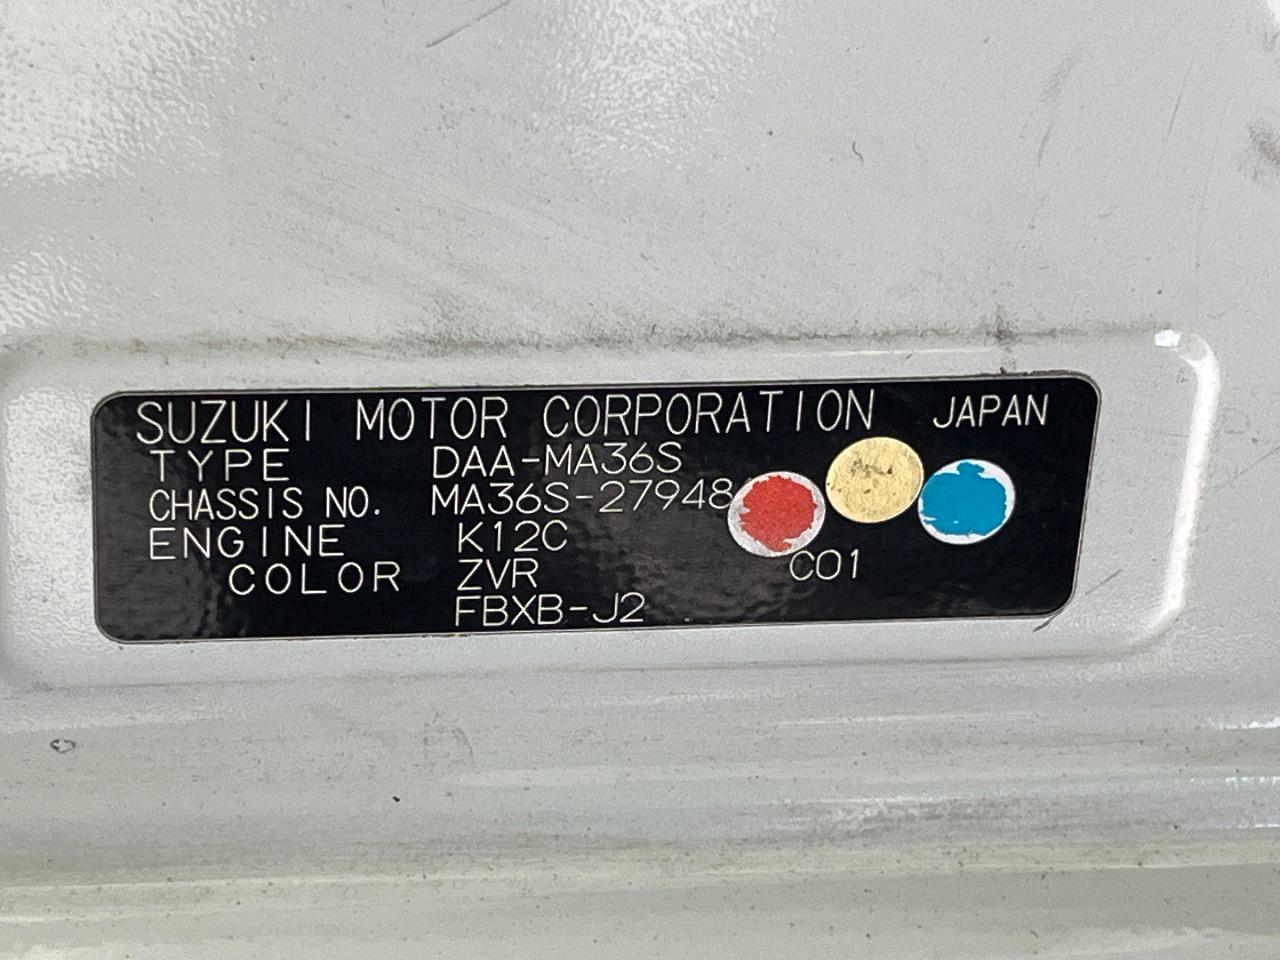 SUZUKI MOTOR CORPORATION JAPAN
TYPE DAA-MA36S
CHASSIS NO. MA36S-27948
ENGINE K12C
COLOR ZVR C01
FBXB-J2